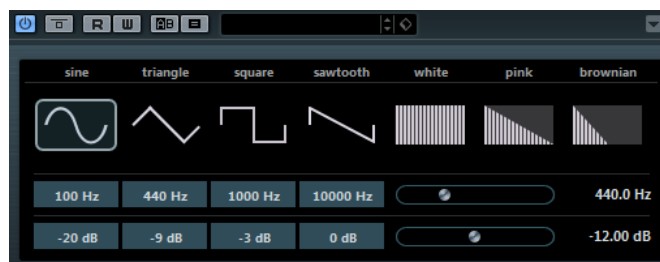 R W AB
sine triangle square sawtooth white pink brownian
100 Hz 440 Hz 1000 Hz 10000 Hz 440.0 Hz
-20 dB -9 dB -3 dB 0 dB -12.00 dB